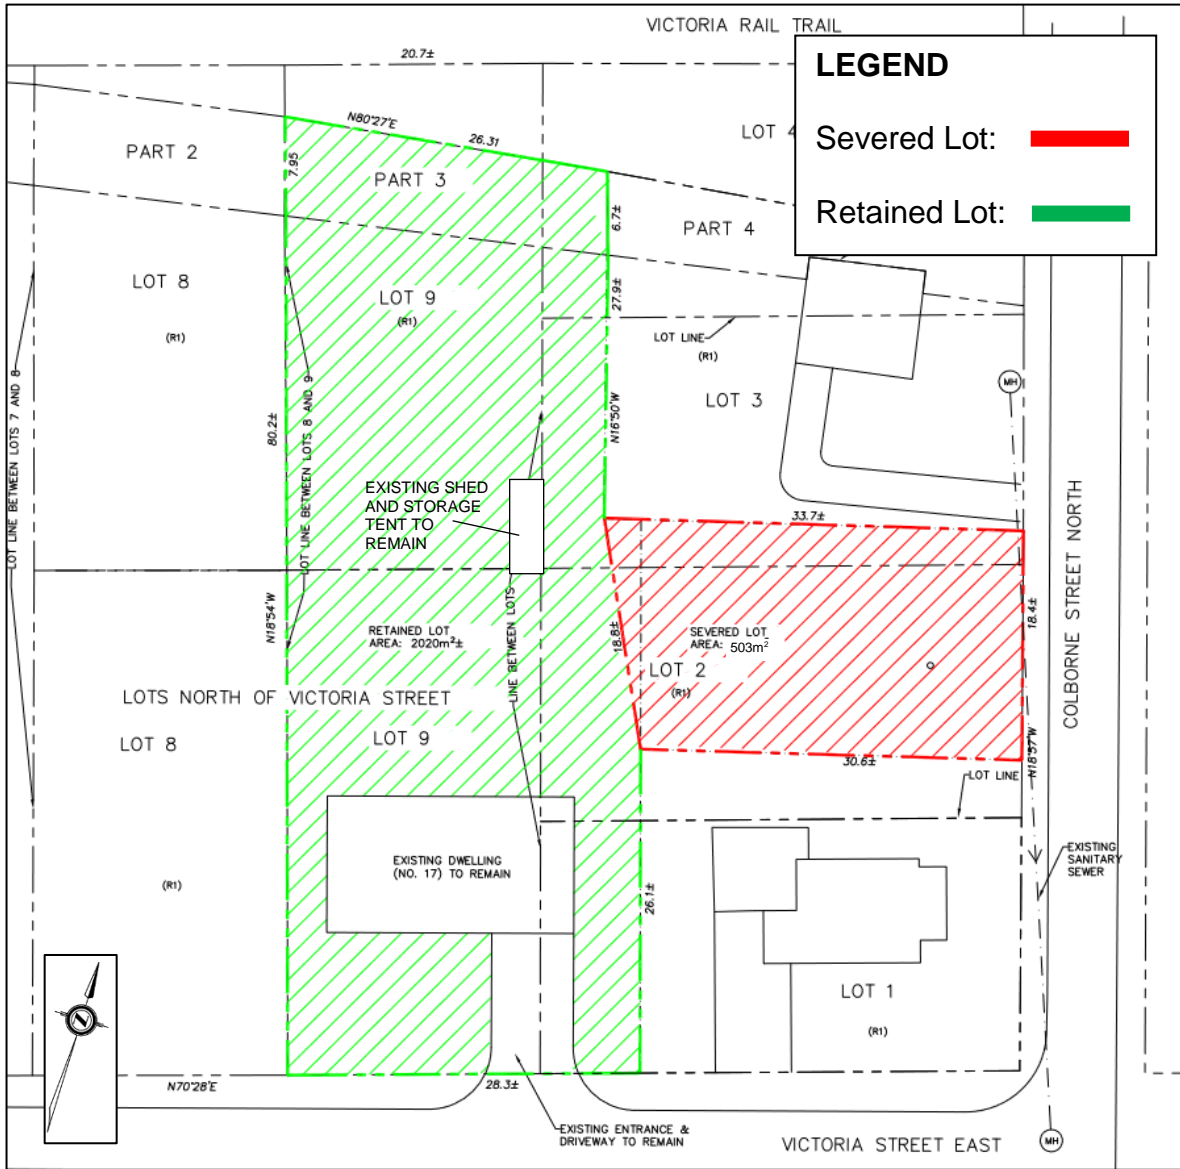 VICTORIA RAIL TRAIL
20.7±
LEGEND
Severed Lot:
Retained Lot:
LOT 4
N80°27'E
26.31
PART 2
7.95
PART 3
6.7±
PART 4
LOT 8
LOT 9
(R1)
(R1)
27.9±
LOT LINE
(R1)
LOT 3
MH
LOT LINE BETWEEN LOTS 7 AND 8
LOT LINE BETWEEN LOTS 8 AND 9
80.2±
N16°50'W
EXISTING SHED
AND STORAGE
TENT TO
REMAIN
33.7±
COLBORNE STREET NORTH
N18°54'W
RETAINED LOT
AREA: 2020m²±
LINE BETWEEN LOTS
18.8±
SEVERED LOT
AREA: 503m²
LOT 2
(R1)
18.4±
LOTS NORTH OF VICTORIA STREET
LOT 8
LOT 9
30.6±
N18°57'W
LOT LINE
EXISTING DWELLING
(NO. 17) TO REMAIN
(R1)
26.1±
EXISTING
SANITARY
SEWER
LOT 1
(R1)
N70°28'E
28.3±
EXISTING ENTRANCE &
DRIVEWAY TO REMAIN
VICTORIA STREET EAST
MH